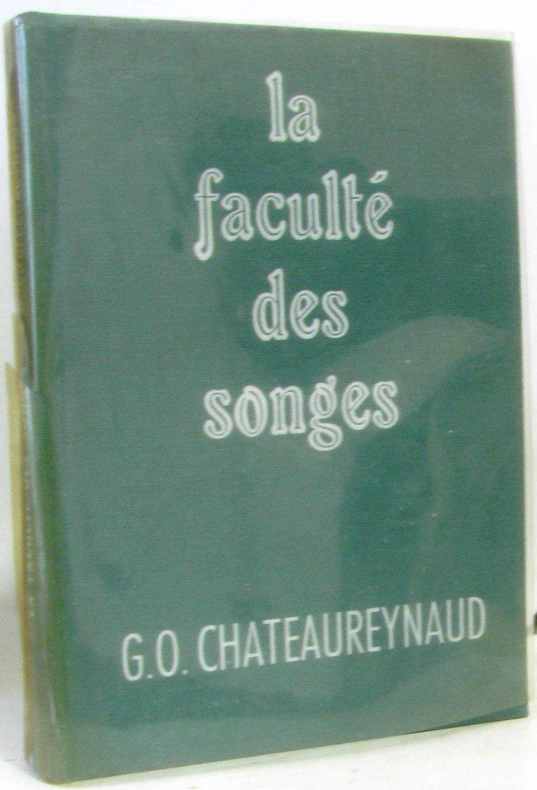 la
faculté
des
songes
G.O. CHATEAUREYNAUD